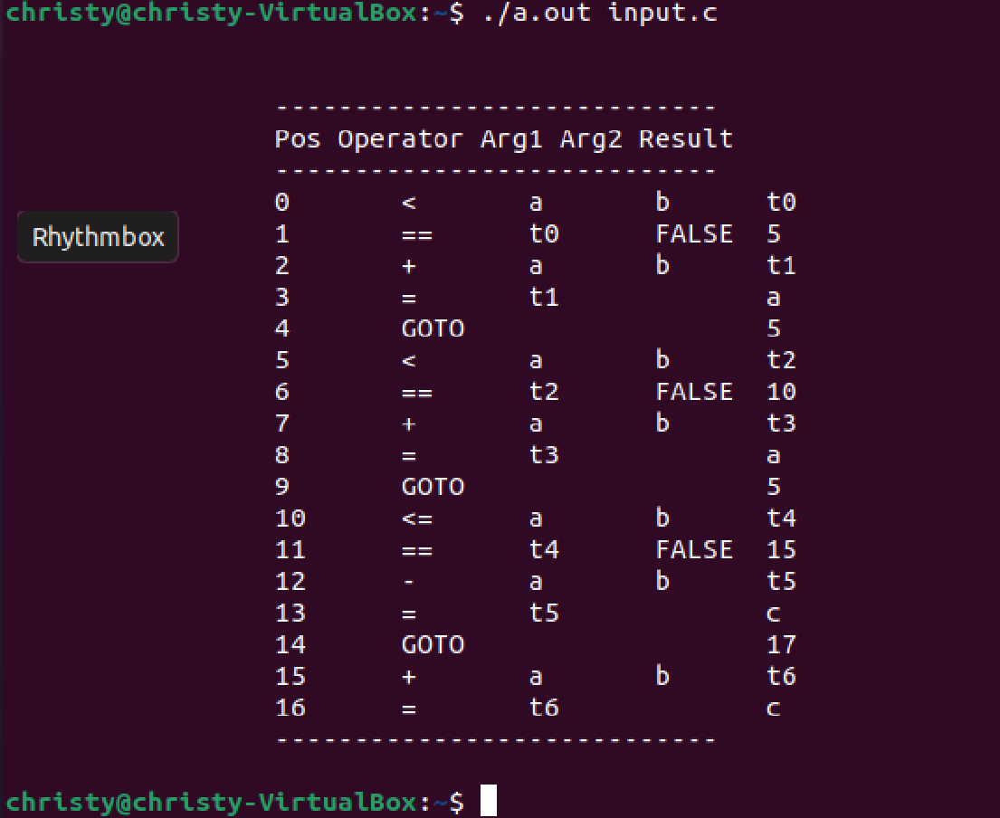 christy@christy-VirtualBox:~$ ./a.out input.c
----------------------------
Pos Operator Arg1 Arg2 Result
----------------------------
0 < a b t0
Rhythmbox
1 == t0 FALSE 5
2 + a b t1
3 = t1 a
4 GOTO 5
5 < a b t2
6 == t2 FALSE 10
7 + a b t3
8 = t3 a
9 GOTO 5
10 <= a b t4
11 == t4 FALSE 15
12 - a b t5
13 = t5 c
14 GOTO 17
15 + a b t6
16 = t6 c
----------------------------
christy@christy-VirtualBox:~$